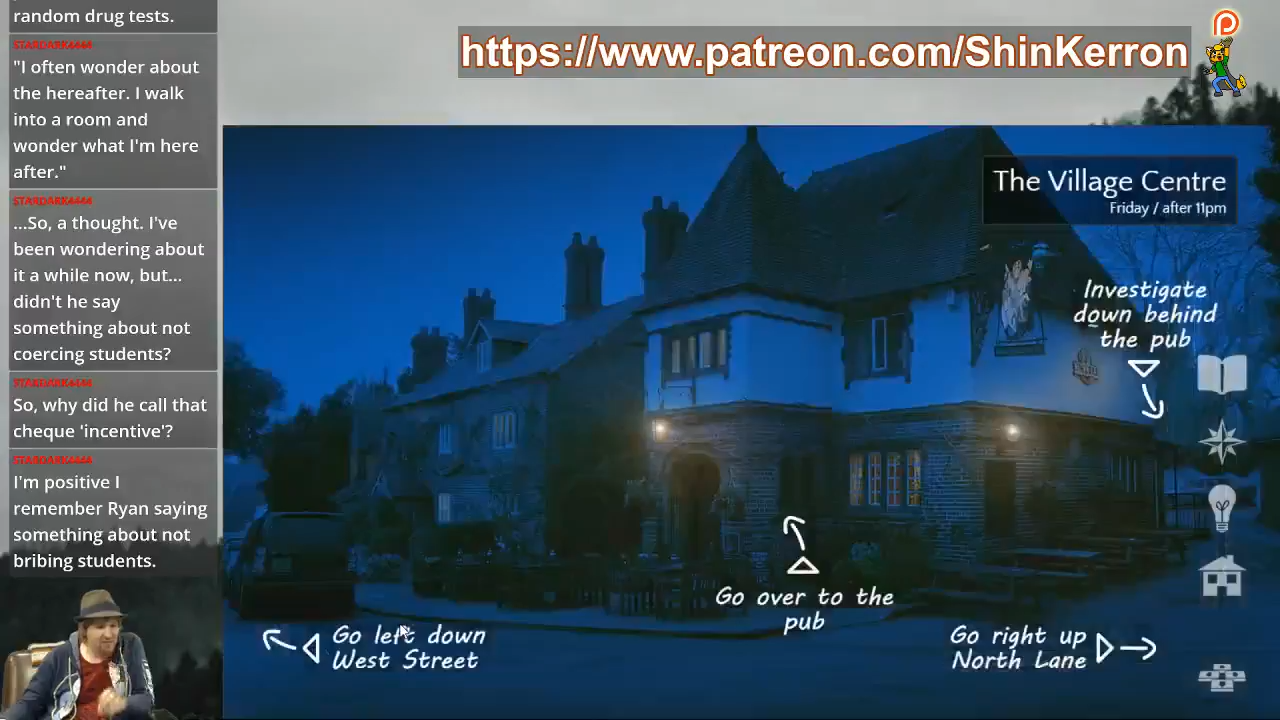 random drug tests.
STARDARK4444
"I often wonder about
the hereafter. I walk
into a room and
wonder what I'm here
after."
STARDARK4444
...So, a thought. I've
been wondering about
it a while now, but...
didn't he say
something about not
coercing students?
STARDARK4444
So, why did he call that
cheque 'incentive'?
STARDARK4444
I'm positive I
remember Ryan saying
something about not
bribing students.
https://www.patreon.com/ShinKerron
The Village Centre
Friday / after 11pm
Investigate
down behind
the pub
Go over to the
pub
Go left down
West Street
Go right up
North Lane